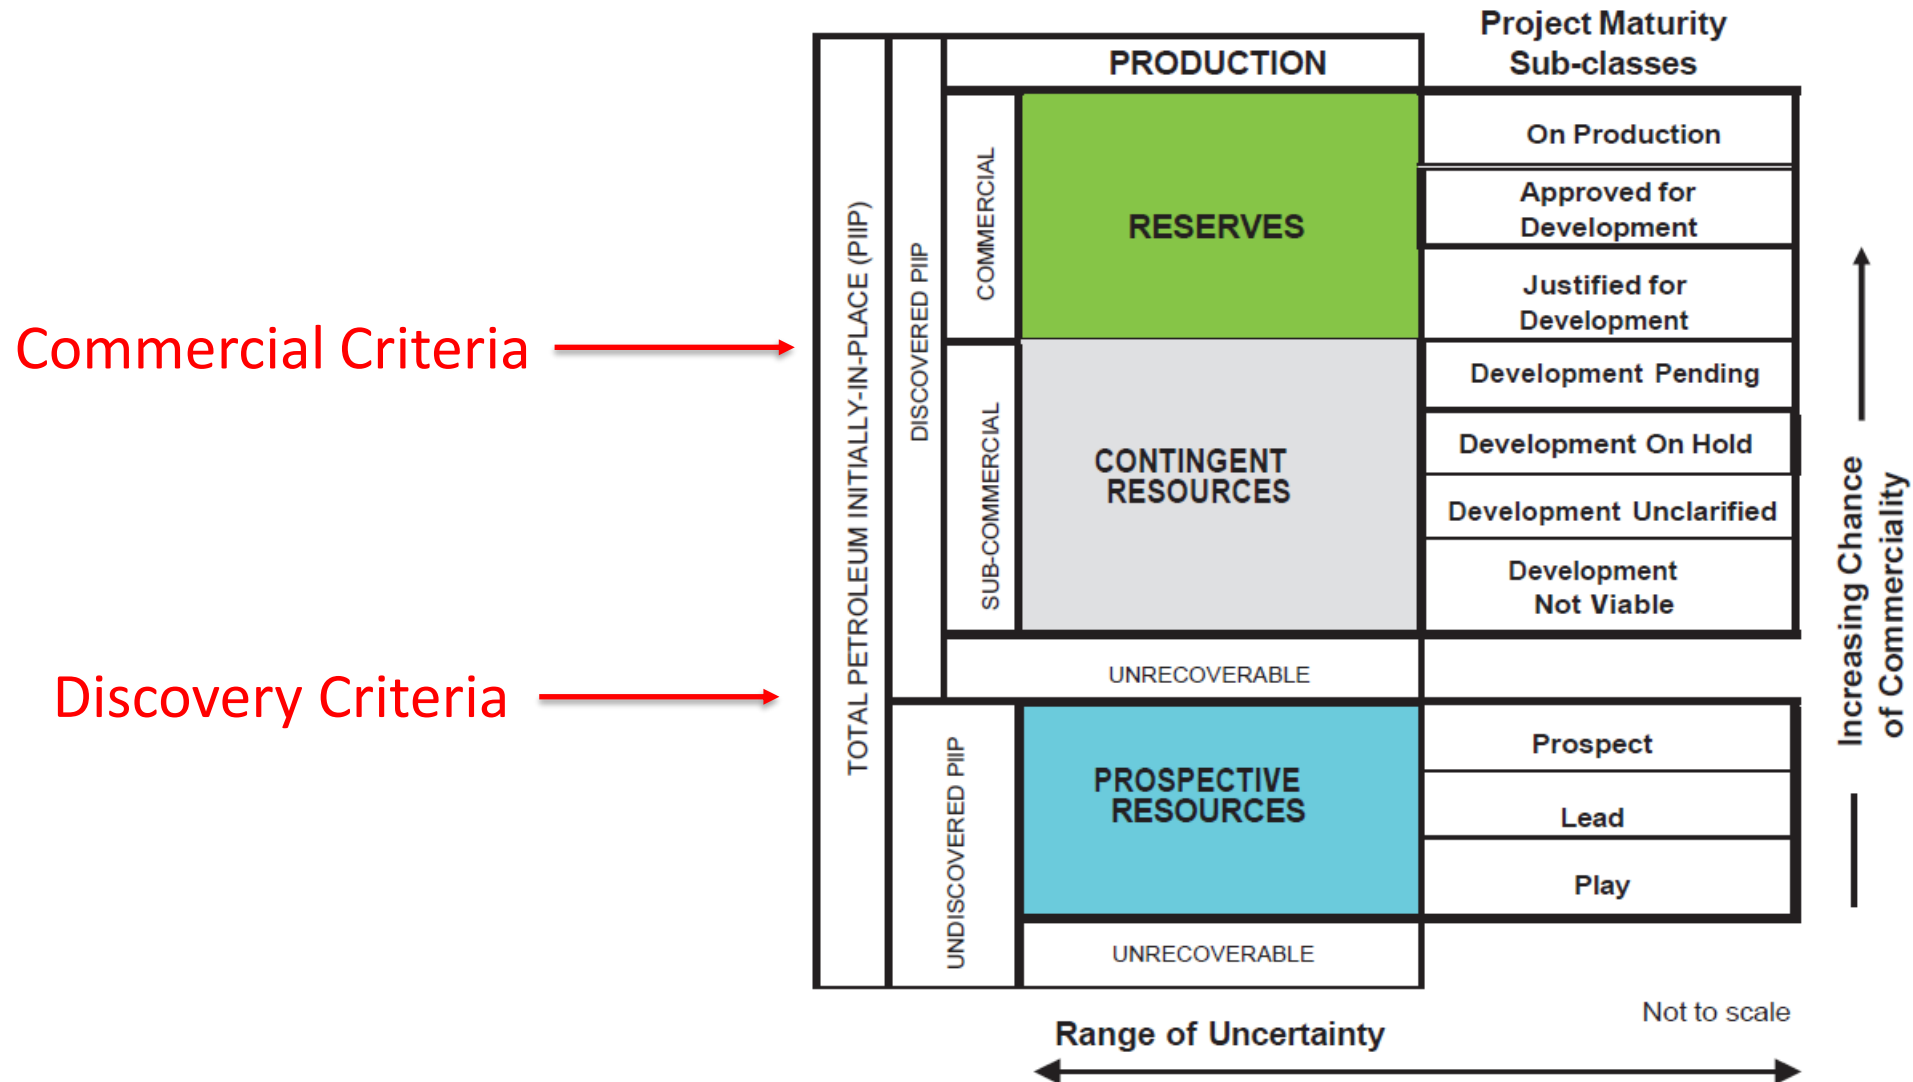 Project Maturity
Sub-classes
PRODUCTION
On Production
COMMERCIAL
RESERVES
Approved for
Development
Justified for
Development
Commercial Criteria
TOTAL PETROLEUM INITIALLY-IN-PLACE (PIIP)
DISCOVERED PIIP
Development Pending
SUB-COMMERCIAL
CONTINGENT
RESOURCES
Development On Hold
Development Unclarified
Development
Not Viable
Increasing Chance
of Commerciality
UNRECOVERABLE
Discovery Criteria
UNDISCOVERED PIIP
PROSPECTIVE
RESOURCES
Prospect
Lead
Play
UNRECOVERABLE
Not to scale
Range of Uncertainty